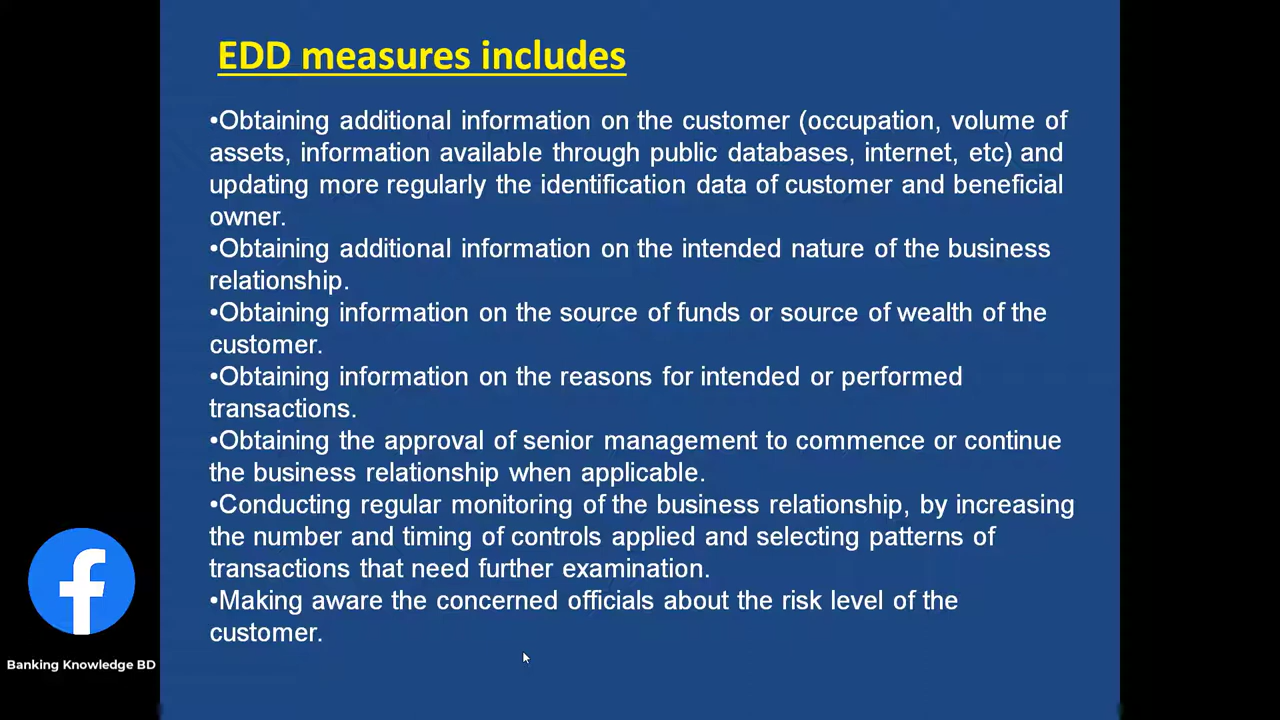 EDD measures includes
•Obtaining additional information on the customer (occupation, volume of
assets, information available through public databases, internet, etc) and
updating more regularly the identification data of customer and beneficial
owner.
•Obtaining additional information on the intended nature of the business
relationship.
•Obtaining information on the source of funds or source of wealth of the
customer.
•Obtaining information on the reasons for intended or performed
transactions.
•Obtaining the approval of senior management to commence or continue
the business relationship when applicable.
•Conducting regular monitoring of the business relationship, by increasing
the number and timing of controls applied and selecting patterns of
transactions that need further examination.
•Making aware the concerned officials about the risk level of the
customer.
Banking Knowledge BD